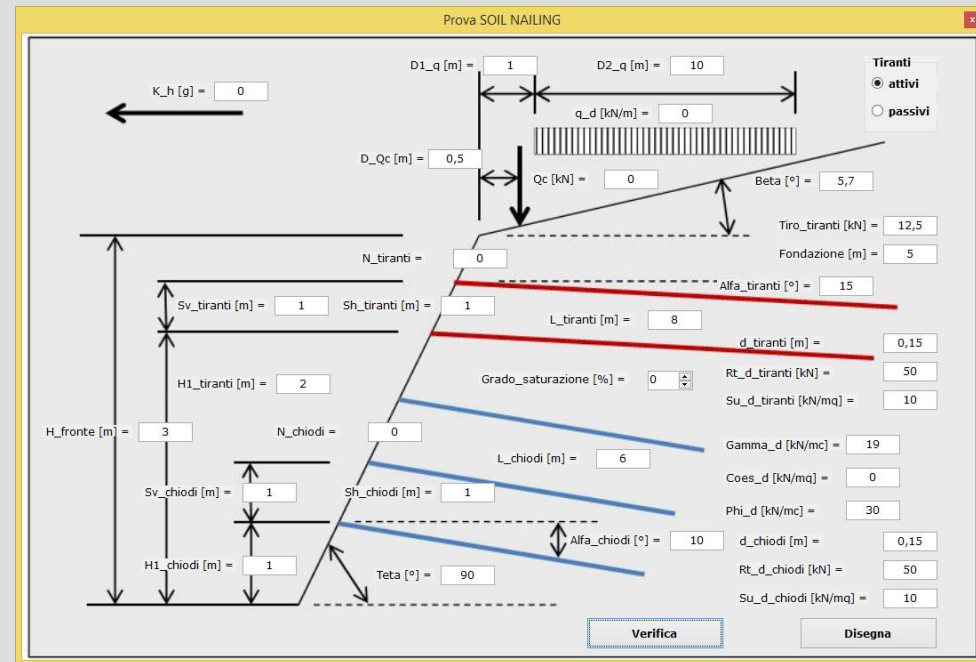 Prova SOIL NAILING
x
D1_q [m] = 1 D2_q [m] = 10 Tiranti
K_h [g] = 0 attivi
q_d [kN/m] = 0 passivi
D_Qc [m] = 0,5
Qc [kN] = 0 Beta [°] = 5,7
Tiro_tiranti [kN] = 12,5
N_tiranti = 0 Fondazione [m] = 5
Alfa_tiranti [°] = 15
Sv_tiranti [m] = 1 Sh_tiranti [m] = 1
L_tiranti [m] = 8
d_tiranti [m] = 0,15
H1_tiranti [m] = 2 Grado_saturazione [%] = 0 Rt_d_tiranti [kN] = 50
Su_d_tiranti [kN/mq] = 10
H_fronte [m] = 3 N_chiodi = 0
Gamma_d [kN/mc] = 19
L_chiodi [m] = 6
Coes_d [kN/mq] = 0
Sv_chiodi [m] = 1 Sh_chiodi [m] = 1
Phi_d [kN/mc] = 30
Alfa_chiodi [°] = 10 d_chiodi [m] = 0,15
H1_chiodi [m] = 1 Rt_d_chiodi [kN] = 50
Teta [°] = 90
Su_d_chiodi [kN/mq] = 10
Verifica Disegna